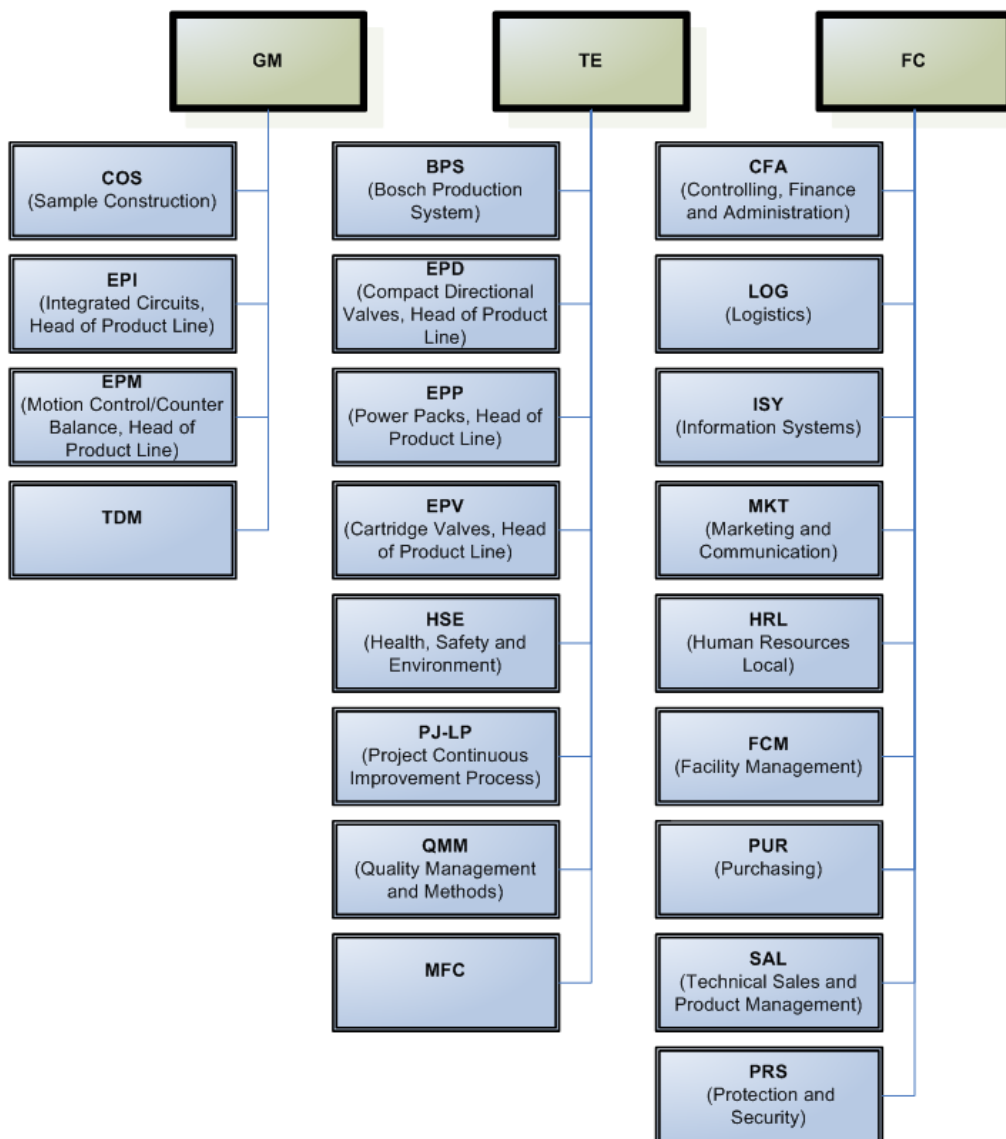 GM
TE
FC
COS
(Sample Construction)
EPI
(Integrated Circuits,
Head of Product Line)
EPM
(Motion Control/Counter
Balance, Head of
Product Line)
TDM
BPS
(Bosch Production
System)
EPD
(Compact Directional
Valves, Head of Product
Line)
EPP
(Power Packs, Head of
Product Line)
EPV
(Cartridge Valves, Head
of Product Line)
HSE
(Health, Safety and
Environment)
PJ-LP
(Project Continuous
Improvement Process)
QMM
(Quality Management
and Methods)
MFC
CFA
(Controlling, Finance
and Administration)
LOG
(Logistics)
ISY
(Information Systems)
MKT
(Marketing and
Communication)
HRL
(Human Resources
Local)
FCM
(Facility Management)
PUR
(Purchasing)
SAL
(Technical Sales and
Product Management)
PRS
(Protection and
Security)